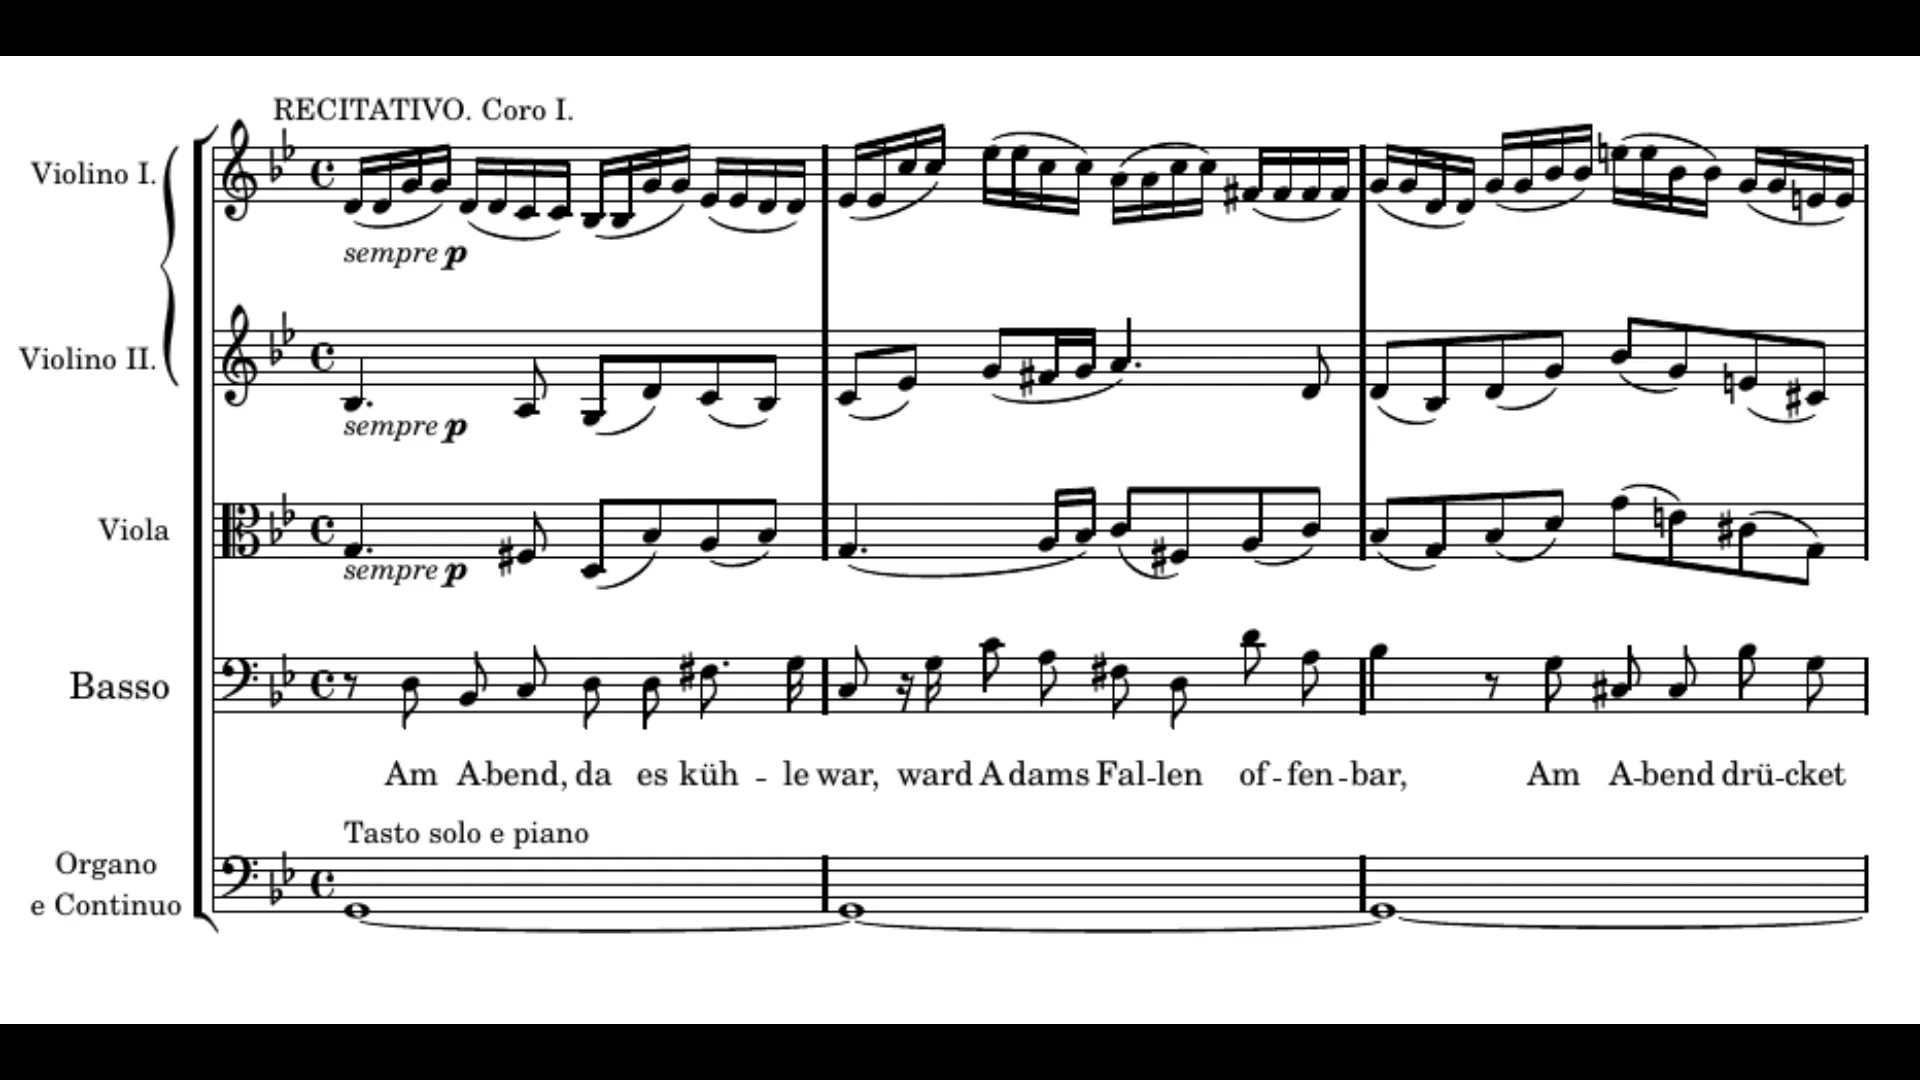 RECITATIVO. Coro I.
Violino I.
sempre p
Violino II.
sempre p
Viola
sempre p
Basso
Am A-bend, da es küh - le war, ward Adams Fal-len of-fen-bar, Am A-bend drü-cket
Tasto solo e piano
Organo
e Continuo